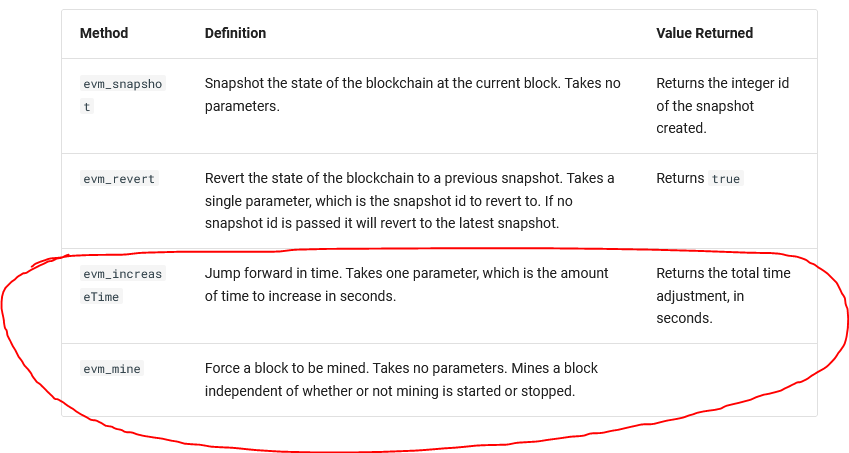 Method Definition Value Returned
evm_snapsho Snapshot the state of the blockchain at the current block. Takes no Returns the integer id
t parameters. of the snapshot
created.
evm_revert Revert the state of the blockchain to a previous snapshot. Takes a Returns true
single parameter, which is the snapshot id to revert to. If no
snapshot id is passed it will revert to the latest snapshot.
evm_increas Jump forward in time. Takes one parameter, which is the amount Returns the total time
eTime of time to increase in seconds. adjustment, in
seconds.
evm_mine Force a block to be mined. Takes no parameters. Mines a block
independent of whether or not mining is started or stopped.